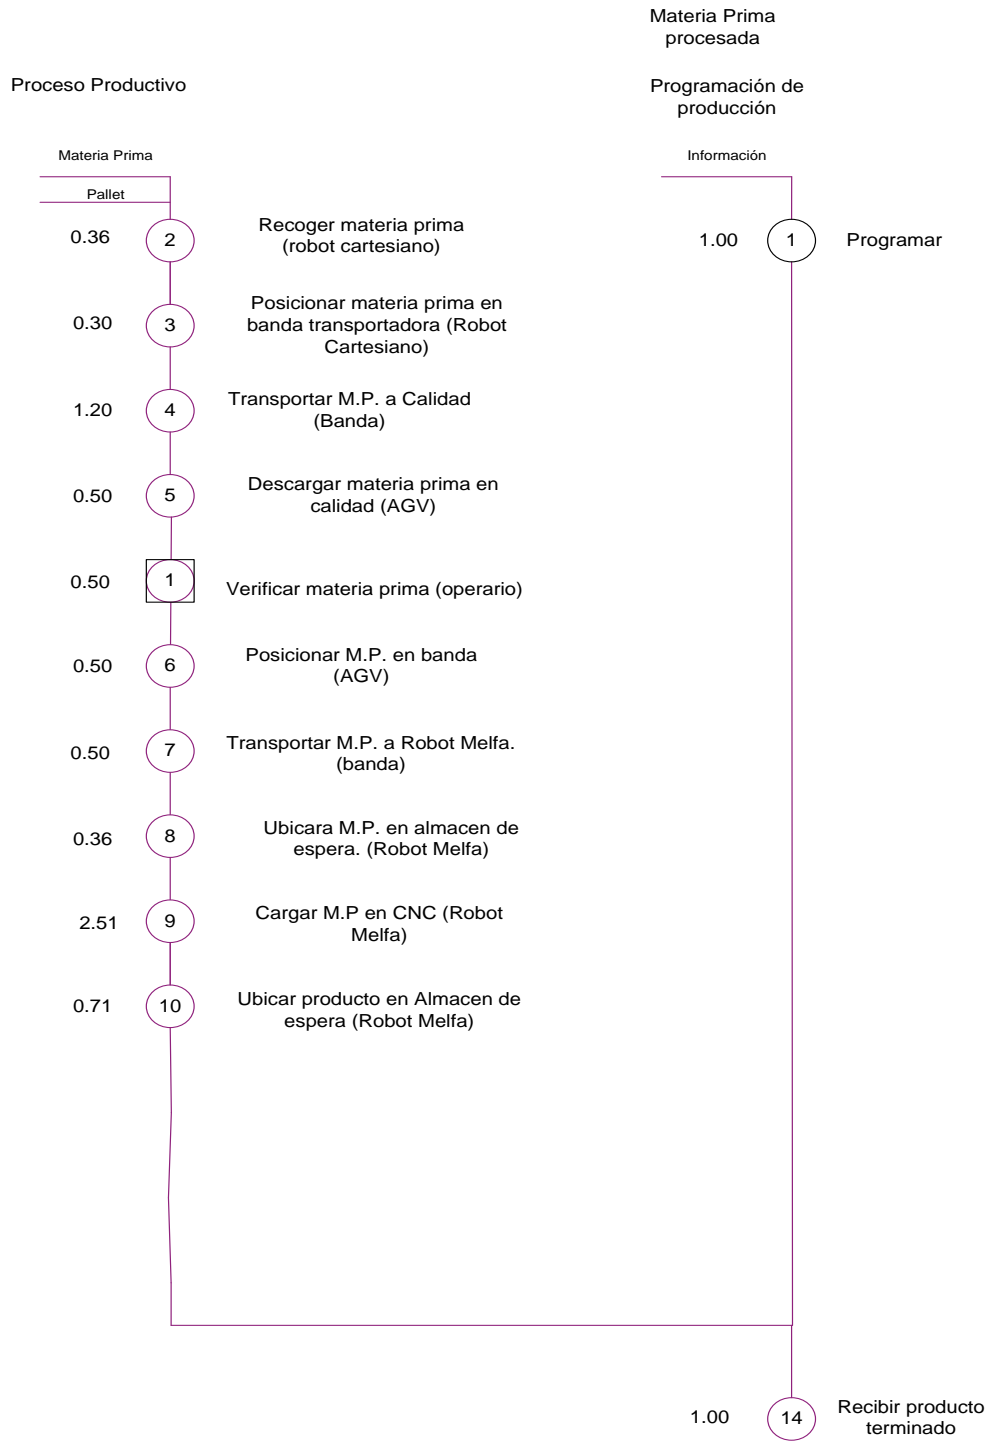 Materia Prima
procesada
Proceso Productivo
Programación de
producción
Materia Prima
Información
Pallet
0.36
2
Recoger materia prima
(robot cartesiano)
1.00
1
Programar
0.30
3
Posicionar materia prima en
banda transportadora (Robot
Cartesiano)
1.20
4
Transportar M.P. a Calidad
(Banda)
0.50
5
Descargar materia prima en
calidad (AGV)
0.50
1
Verificar materia prima (operario)
0.50
6
Posicionar M.P. en banda
(AGV)
0.50
7
Transportar M.P. a Robot Melfa.
(banda)
0.36
8
Ubicara M.P. en almacen de
espera. (Robot Melfa)
2.51
9
Cargar M.P en CNC (Robot
Melfa)
0.71
10
Ubicar producto en Almacen de
espera (Robot Melfa)
1.00
14
Recibir producto
terminado